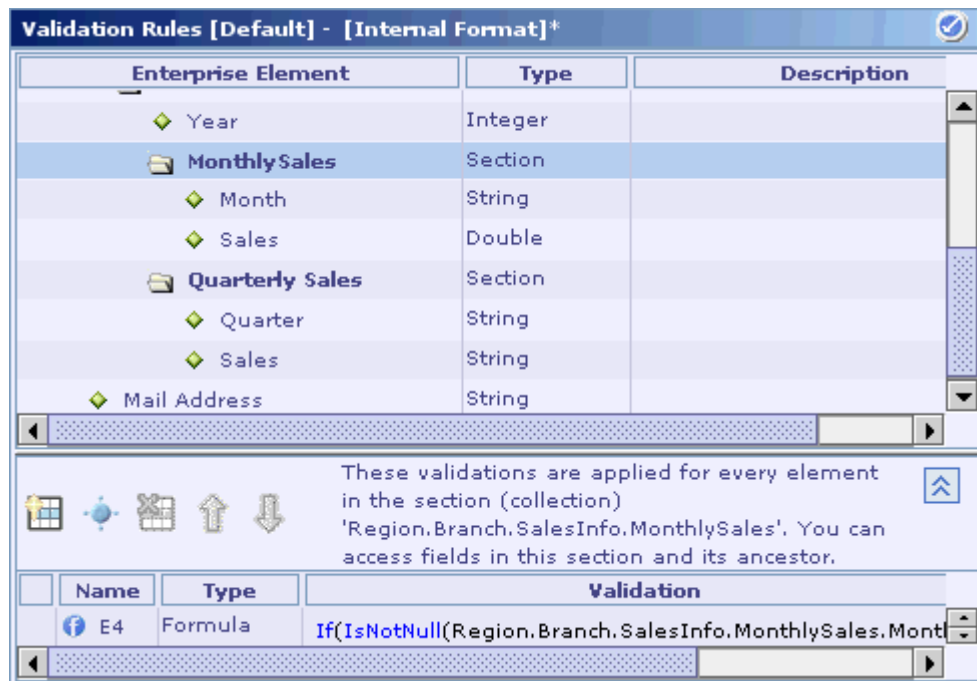 Validation Rules [Default] - [Internal Format]*
Enterprise Element Type Description
Year Integer
MonthlySales Section
Month String
Sales Double
Quarterly Sales Section
Quarter String
Sales String
Mail Address String
These validations are applied for every element
in the section (collection)
'Region.Branch.SalesInfo.MonthlySales'. You can
access fields in this section and its ancestor.
Name Type Validation
E4 Formula If(IsNotNull(Region.Branch.SalesInfo.MonthlySales.Mont